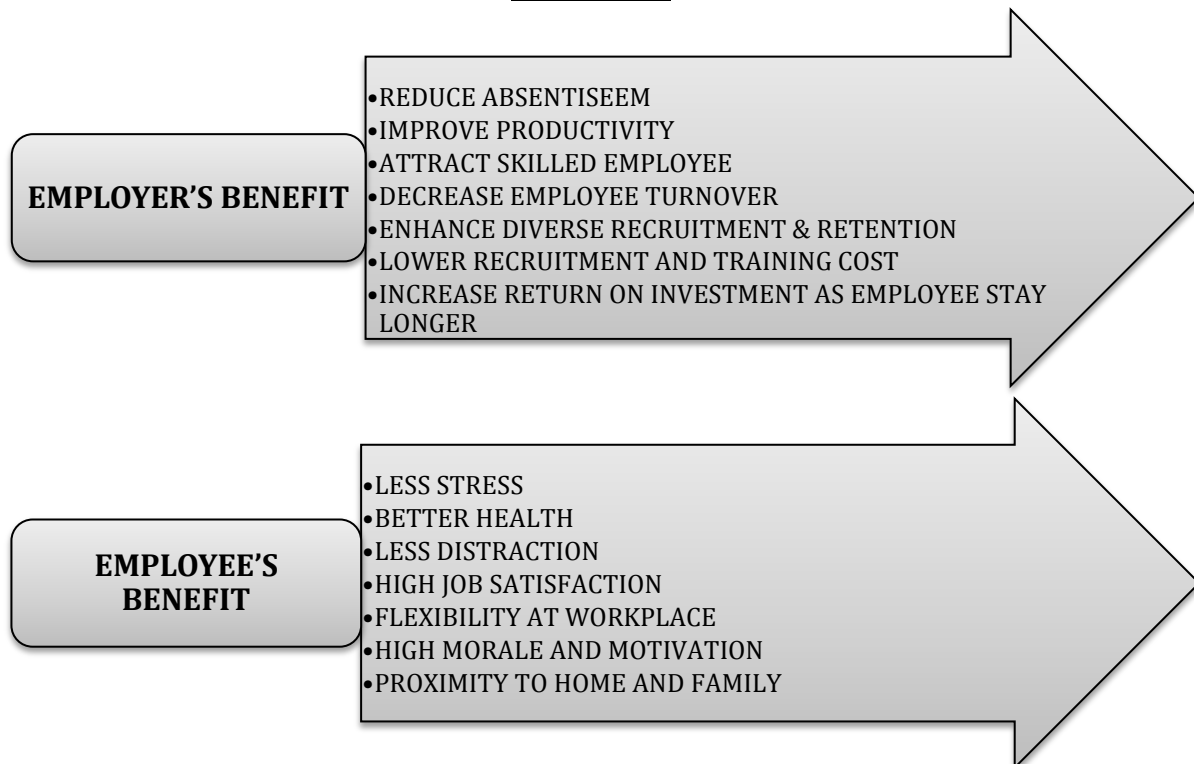 EMPLOYER’S BENEFIT
•REDUCE ABSENTISEEM
•IMPROVE PRODUCTIVITY
•ATTRACT SKILLED EMPLOYEE
•DECREASE EMPLOYEE TURNOVER
•ENHANCE DIVERSE RECRUITMENT & RETENTION
•LOWER RECRUITMENT AND TRAINING COST
•INCREASE RETURN ON INVESTMENT AS EMPLOYEE STAY
LONGER
EMPLOYEE’S
BENEFIT
•LESS STRESS
•BETTER HEALTH
•LESS DISTRACTION
•HIGH JOB SATISFACTION
•FLEXIBILITY AT WORKPLACE
•HIGH MORALE AND MOTIVATION
•PROXIMITY TO HOME AND FAMILY